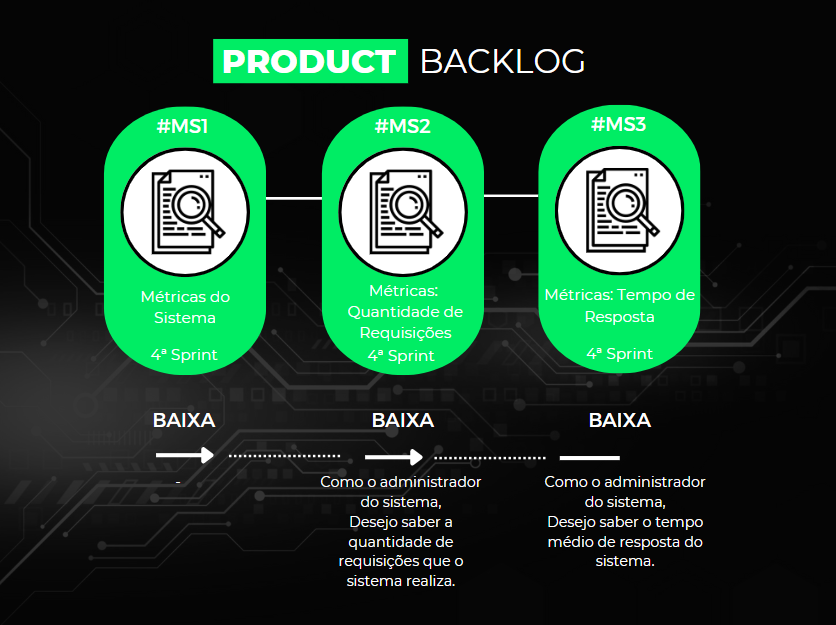 PRODUCT BACKLOG
#MS1
#MS2
#MS3
Métricas do
Sistema
4ª Sprint
Métricas:
Quantidade de
Requisições
4ª Sprint
Métricas: Tempo de
Resposta
4ª Sprint
BAIXA
BAIXA
BAIXA
-
Como o administrador
do sistema,
Desejo saber a
quantidade de
requisições que o
sistema realiza.
Como o administrador
do sistema,
Desejo saber o tempo
médio de resposta do
sistema.